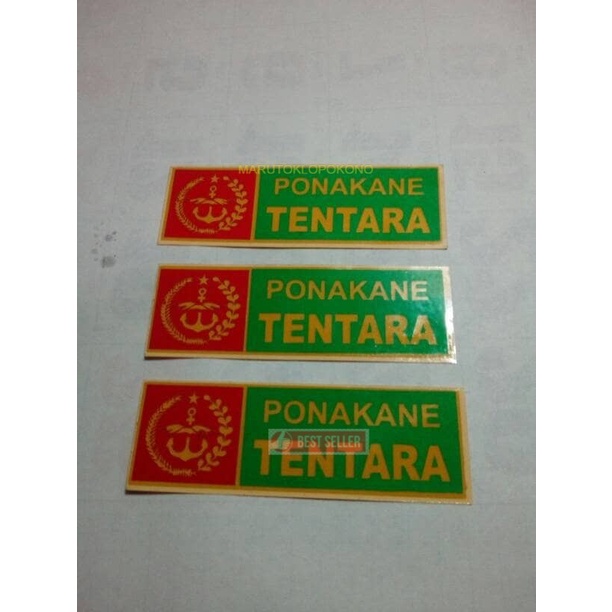 MARUTOKLOPOKONO
PONAKANE
TENTARA
PONAKANE
TENTARA
PONAKANE
BEST SELLER
TENTARA